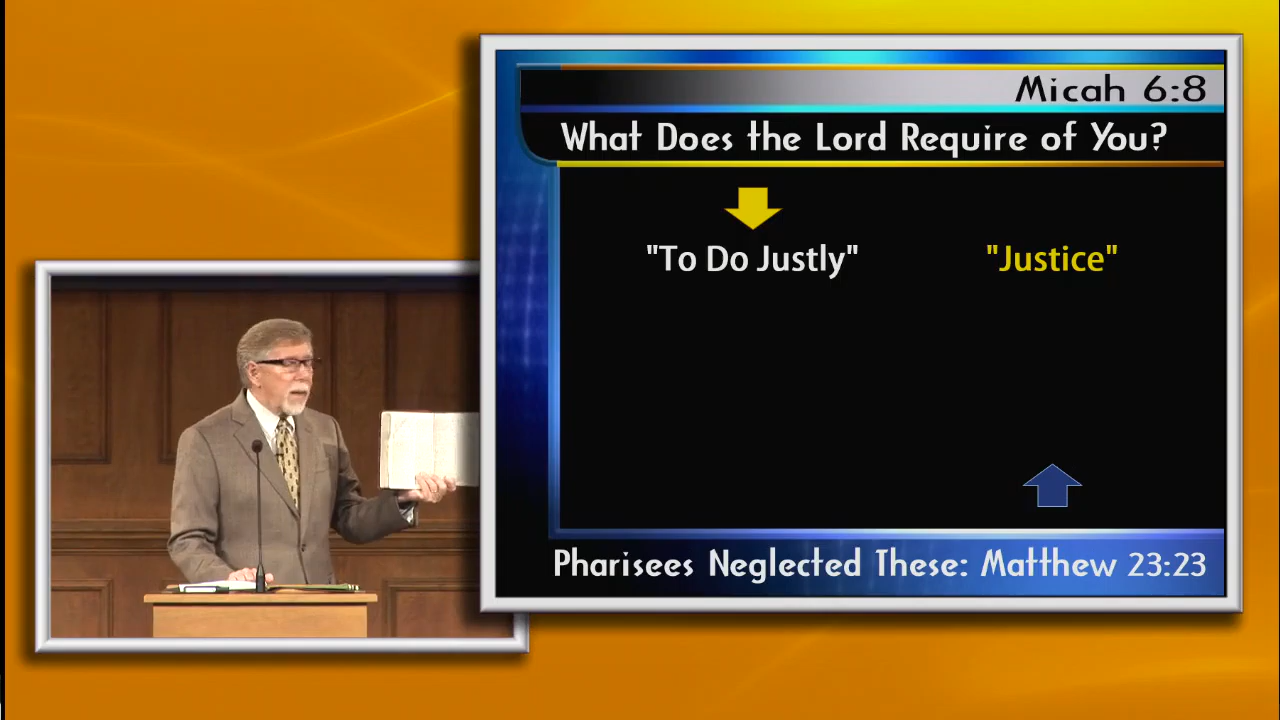 Micah 6:8
What Does the Lord Require of You?
"To Do Justly" "Justice"
Pharisees Neglected These: Matthew 23:23